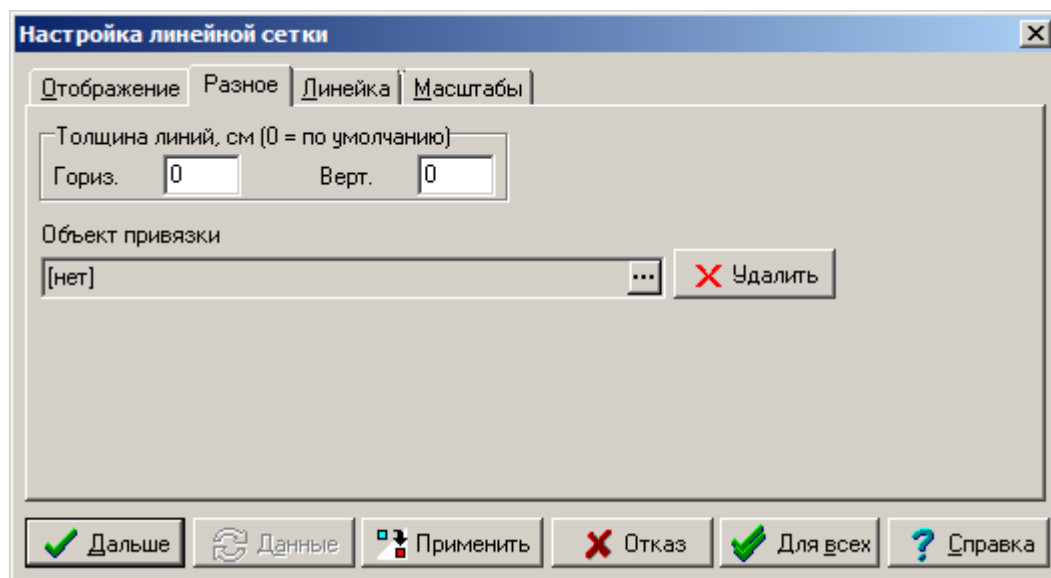 Настройка линейной сетки
Отображение Разное Линейка Масштабы
Толщина линий, см (0 = по умолчанию)
Гориз. 0 Верт. 0
Объект привязки
[нет] ... Удалить
Дальше Данные Применить Отказ Для всех Справка